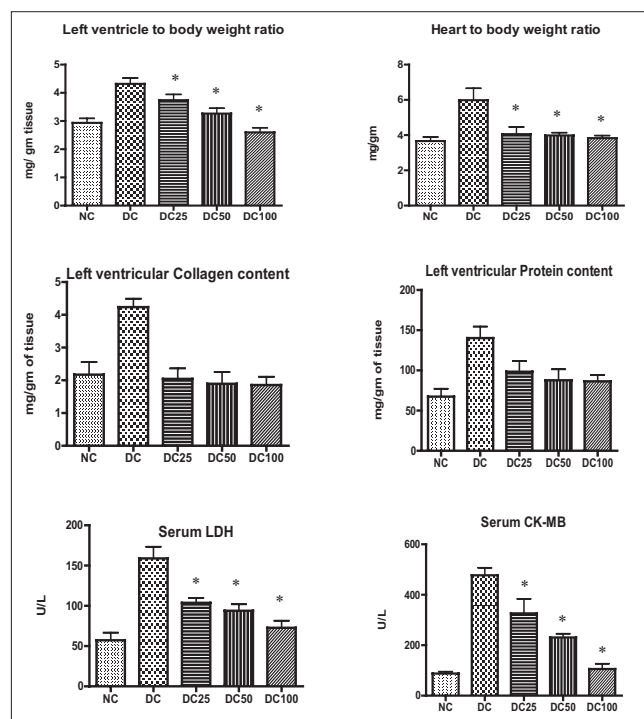 Left ventricle to body weight ratio
5
4
3
2
1
0
mg/ gm tissue
*
*
*
NC DC DC25 DC50 DC100
Heart to body weight ratio
8
6
4
2
0
mg/gm
*
*
*
NC DC DC25 DC50 DC100
Left ventricular Collagen content
5
4
3
2
1
0
mg/gm of tissue
NC DC DC25 DC50 DC100
Left ventricular Protein content
200
150
100
50
0
mg/gm of tissue
NC DC DC25 DC50 DC100
Serum LDH
200
150
100
50
0
U/L
*
*
*
NC DC DC25 DC50 DC100
Serum CK-MB
600
400
200
0
U/L
*
*
*
NC DC DC25 DC50 DC100